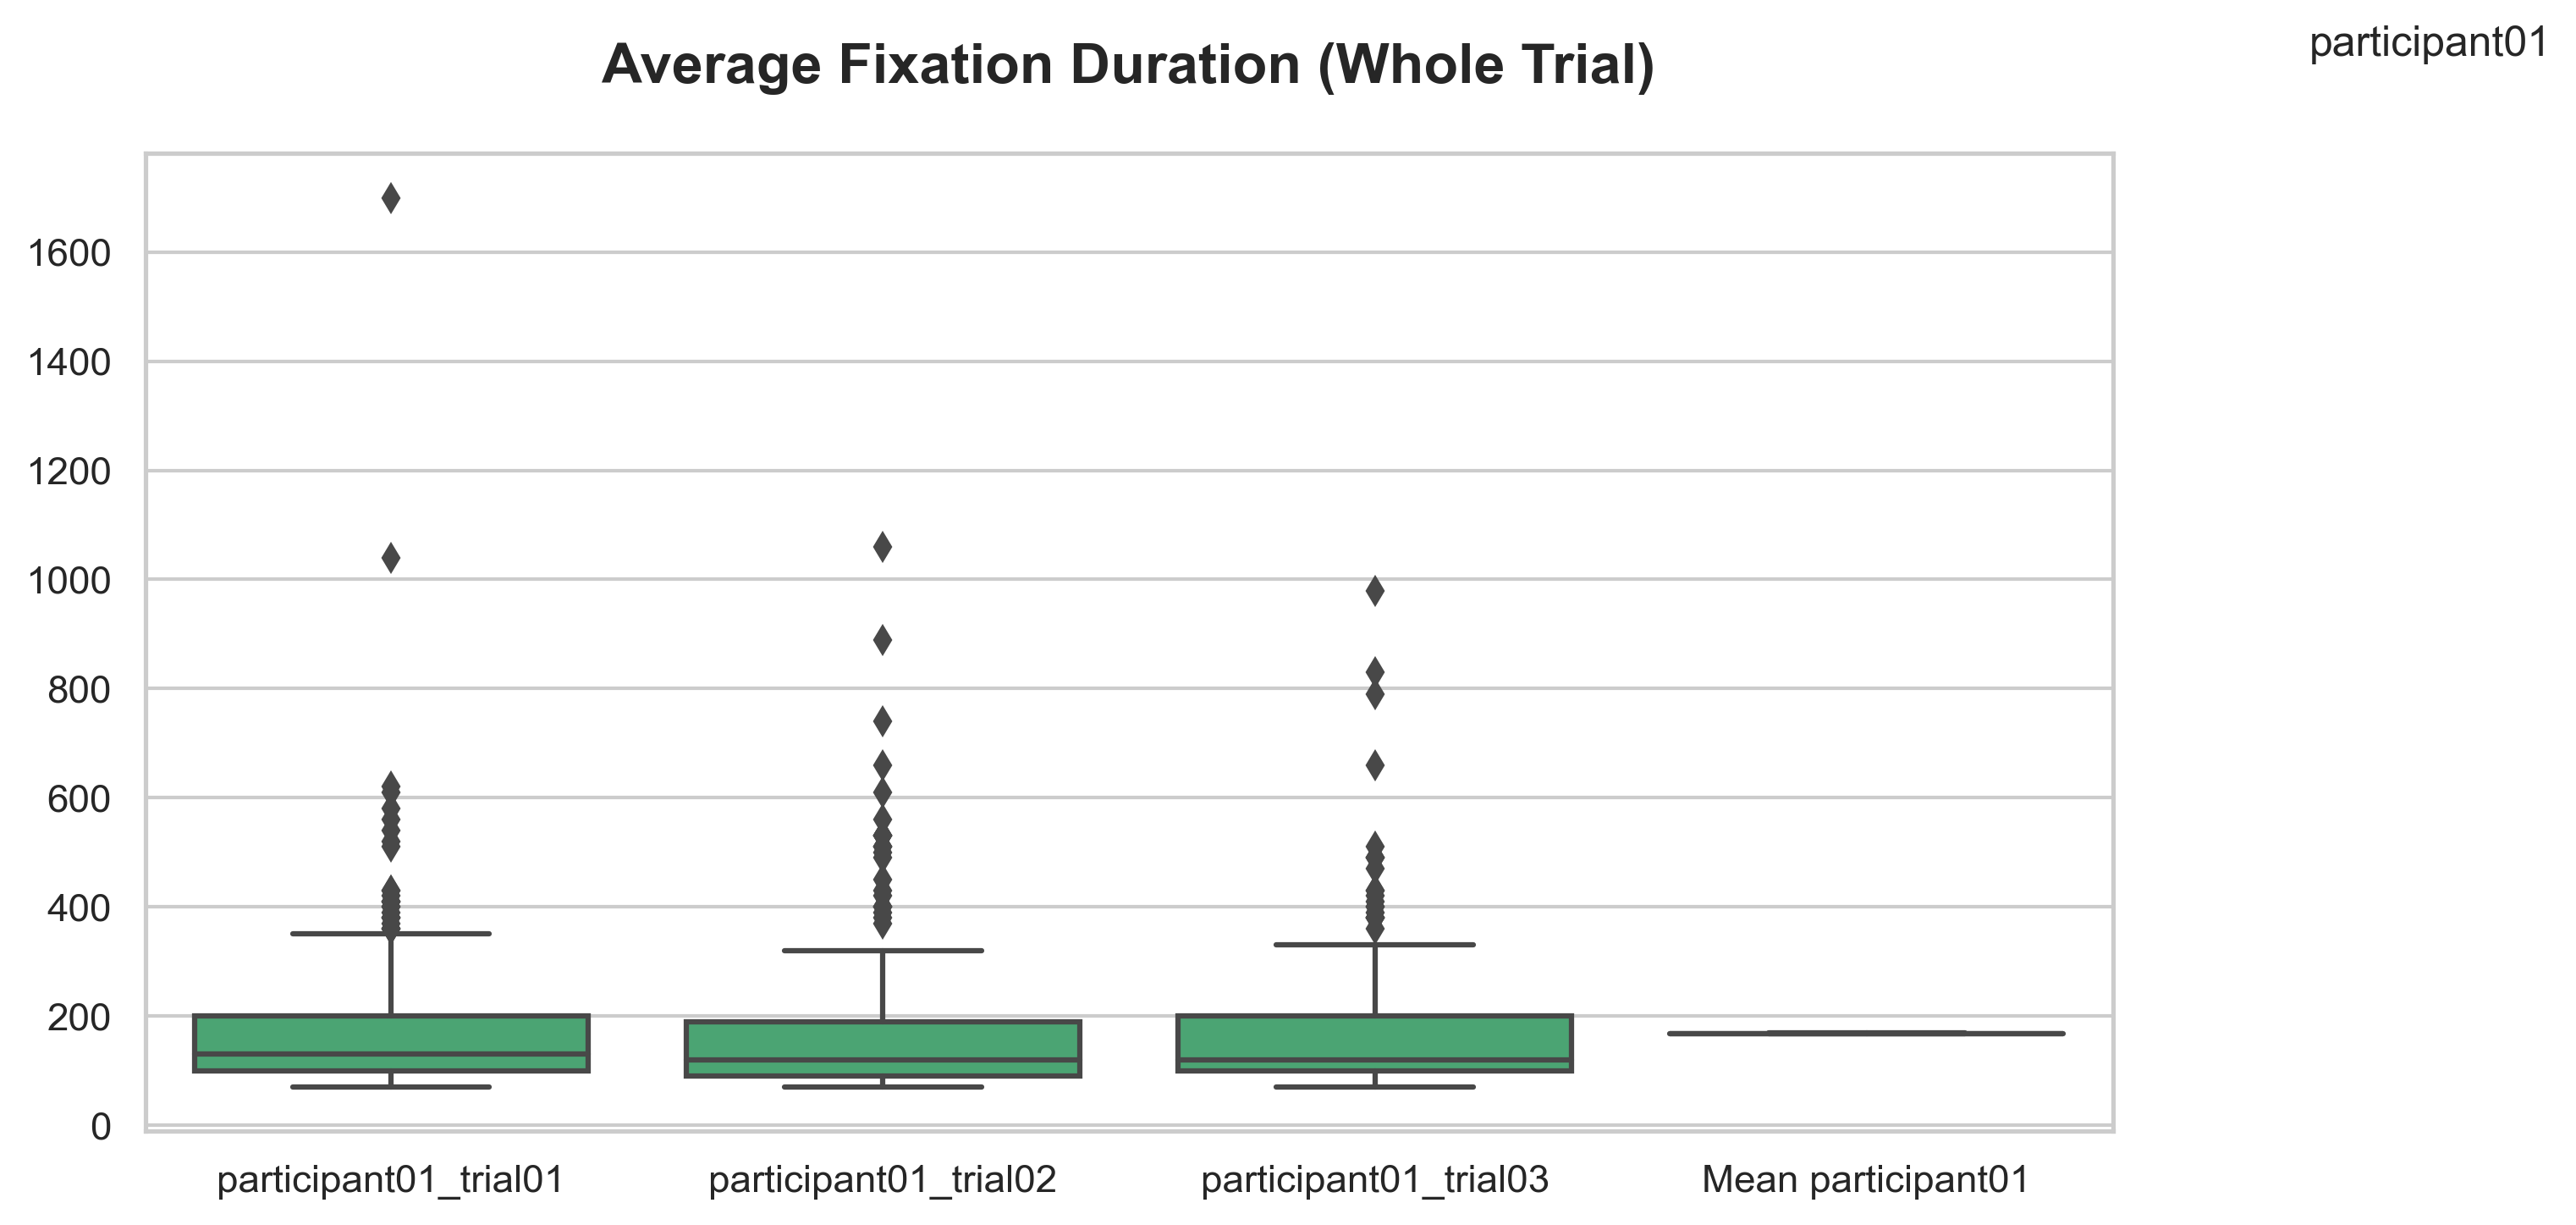 participant01
Average Fixation Duration (Whole Trial)
1600
1400
1200
1000
800
600
400
200
0
participant01_trial01
participant01_trial02
participant01_trial03
Mean participant01